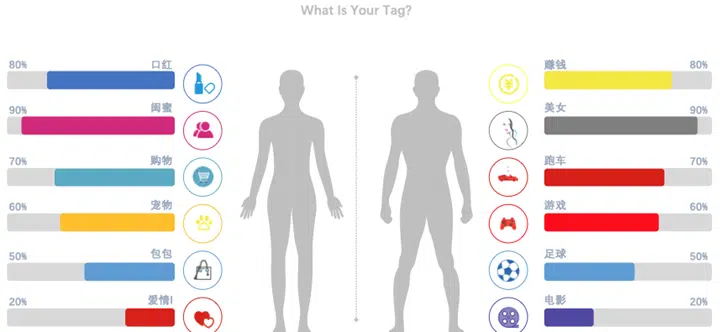 What Is Your Tag?
80% 口红
90% 闺蜜
70% 购物
60% 宠物
50% 包包
20% 爱情!
赚钱 80%
美女 90%
跑车 70%
游戏 60%
足球 50%
电影 20%